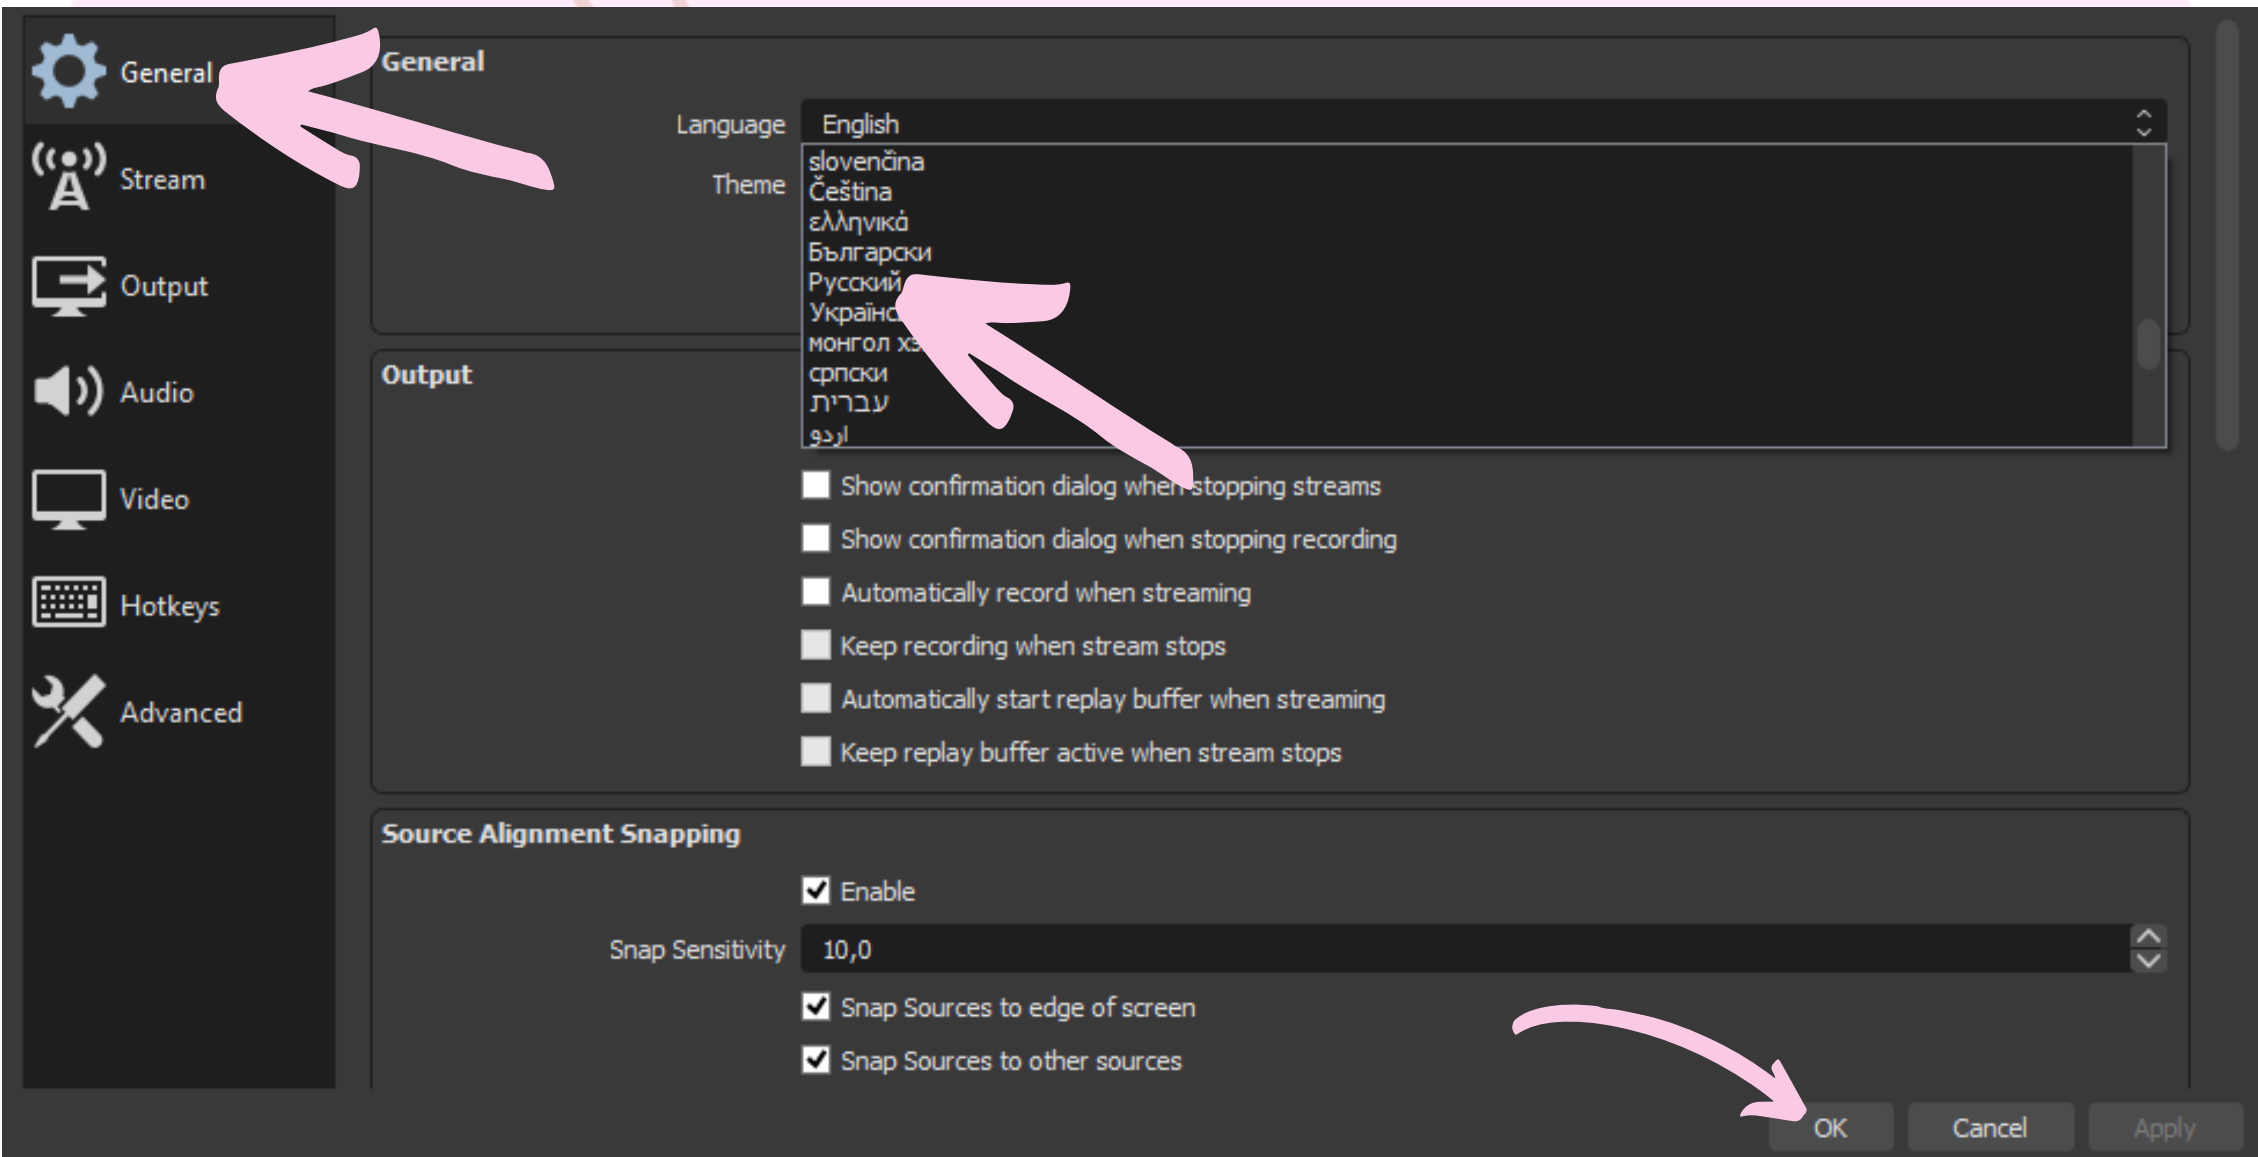 General
Stream
Output
Audio
Video
Hotkeys
Advanced
General
Language English
slovenčina
Theme
Čeština
ελληνικά
Български
Русский
монгол
српски
עברית
اردو
Output
Show confirmation dialog when stopping streams
Show confirmation dialog when stopping recording
Automatically record when streaming
Keep recording when stream stops
Automatically start replay buffer when streaming
Keep replay buffer active when stream stops
Source Alignment Snapping
Enable
Snap Sensitivity 10,0
Snap Sources to edge of screen
Snap Sources to other sources
OK Cancel Apply